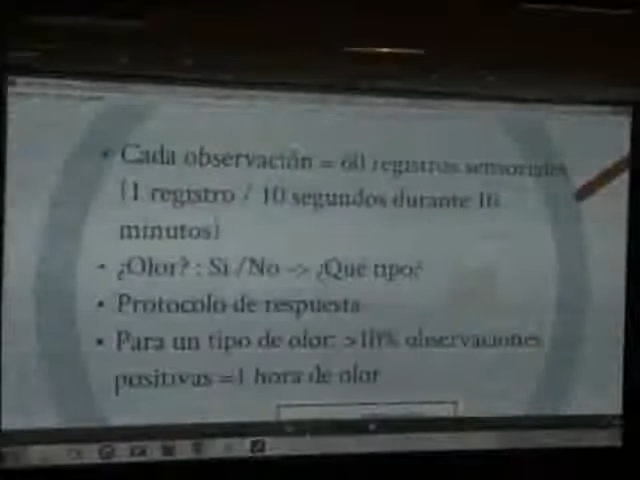 • Cada observación = 60 registros sensoriales
(1 registro / 10 segundos durante 10
minutos)
• ¿Olor? : Si /No -> ¿Qué tipo?
• Protocolo de respuesta
• Para un tipo de olor: >10% observaciones
positivas =1 hora de olor